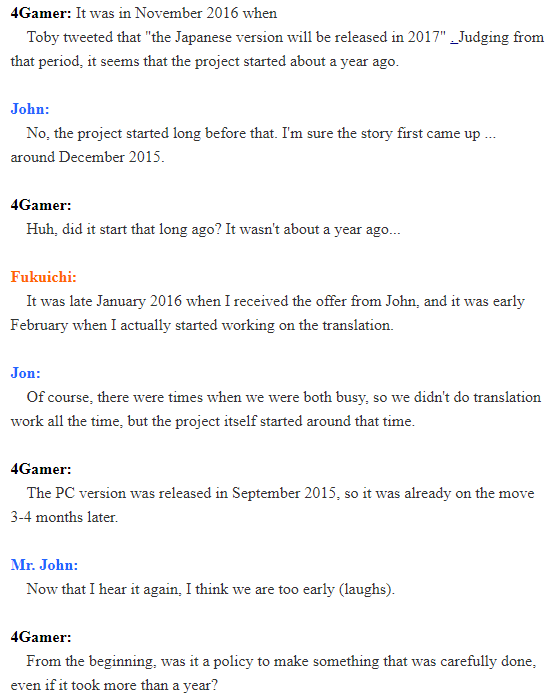 4Gamer: It was in November 2016 when
Toby tweeted that "the Japanese version will be released in 2017" _Judging from
that period, it seems that the project started about a year ago.
John:
No, the project started long before that. I'm sure the story first came up ...
around December 2015.
4Gamer:
Huh, did it start that long ago? It wasn't about a year ago...
Fukuichi:
It was late January 2016 when I received the offer from John, and it was early
February when I actually started working on the translation.
Jon:
Of course, there were times when we were both busy, so we didn't do translation
work all the time, but the project itself started around that time.
4Gamer:
The PC version was released in September 2015, so it was already on the move
3-4 months later.
Mr. John:
Now that I hear it again, I think we are too early (laughs).
4Gamer:
From the beginning, was it a policy to make something that was carefully done,
even if it took more than a year?